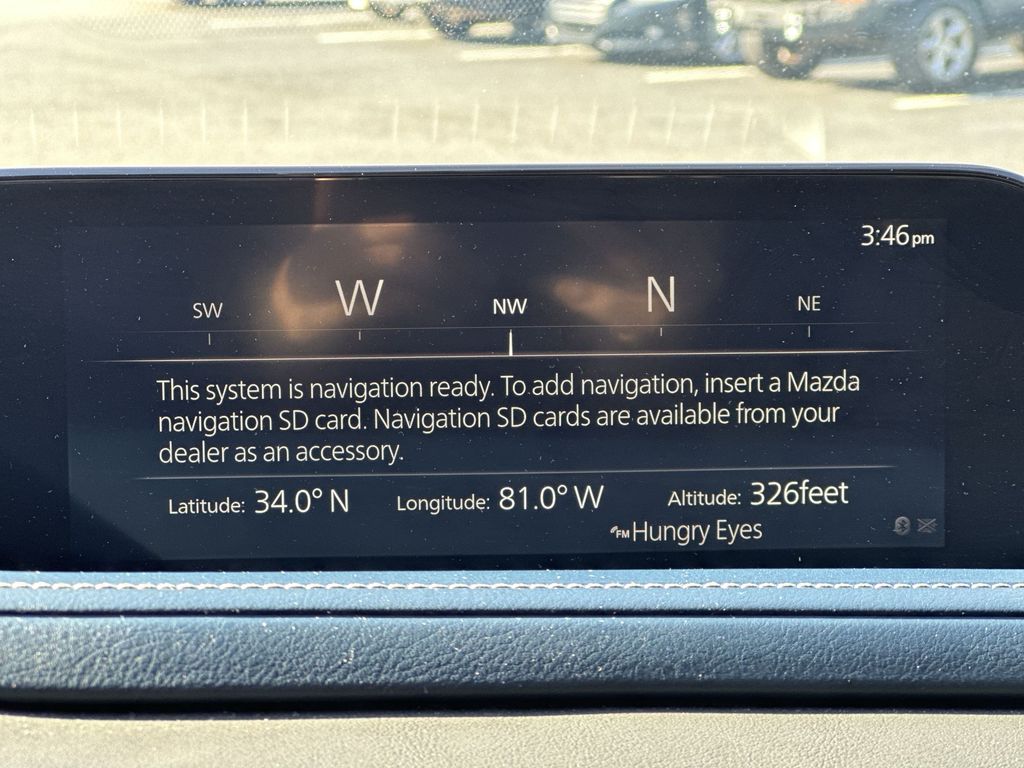 3:46pm
SW W NW N NE
This system is navigation ready. To add navigation, insert a Mazda
navigation SD card. Navigation SD cards are available from your
dealer as an accessory.
Latitude: 34.0° N Longitude: 81.0° W Altitude: 326feet
FM Hungry Eyes